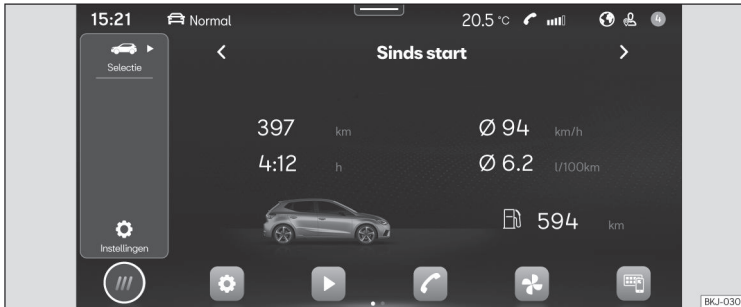 15:21 Normal 20.5 °C 4
Selectie
Sinds start
397 km Ø 94 km/h
4:12 h Ø 6.2 l/100km
594 km
Instellingen
BKJ-030